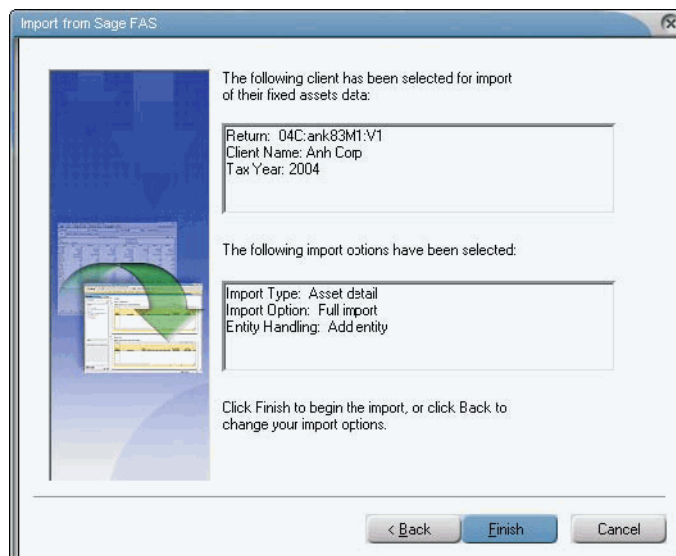 Import from Sage FAS
The following client has been selected for import
of their fixed assets data:
Return: 04C:ank83M1:V1
Client Name: Anh Corp
Tax Year: 2004
The following import options have been selected:
Import Type: Asset detail
Import Option: Full import
Entity Handling: Add entity
Click Finish to begin the import, or click Back to
change your import options.
< Back Finish Cancel